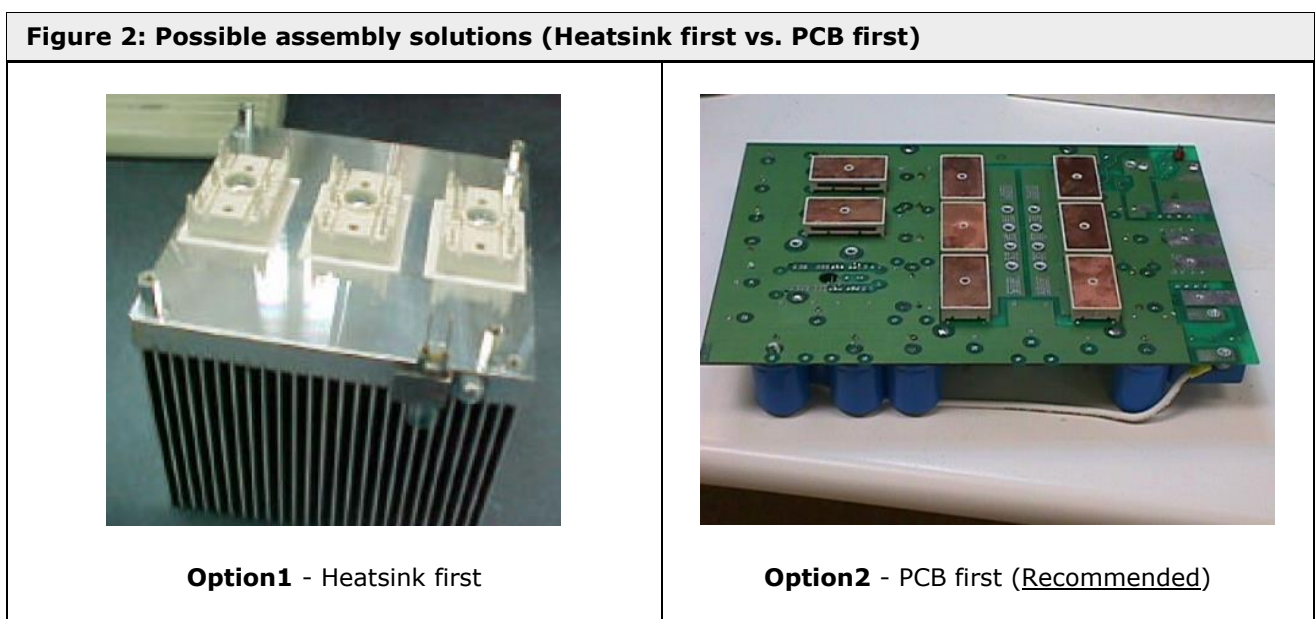 Figure 2: Possible assembly solutions (Heatsink first vs. PCB first)
Option1 - Heatsink first
Option2 - PCB first (Recommended)